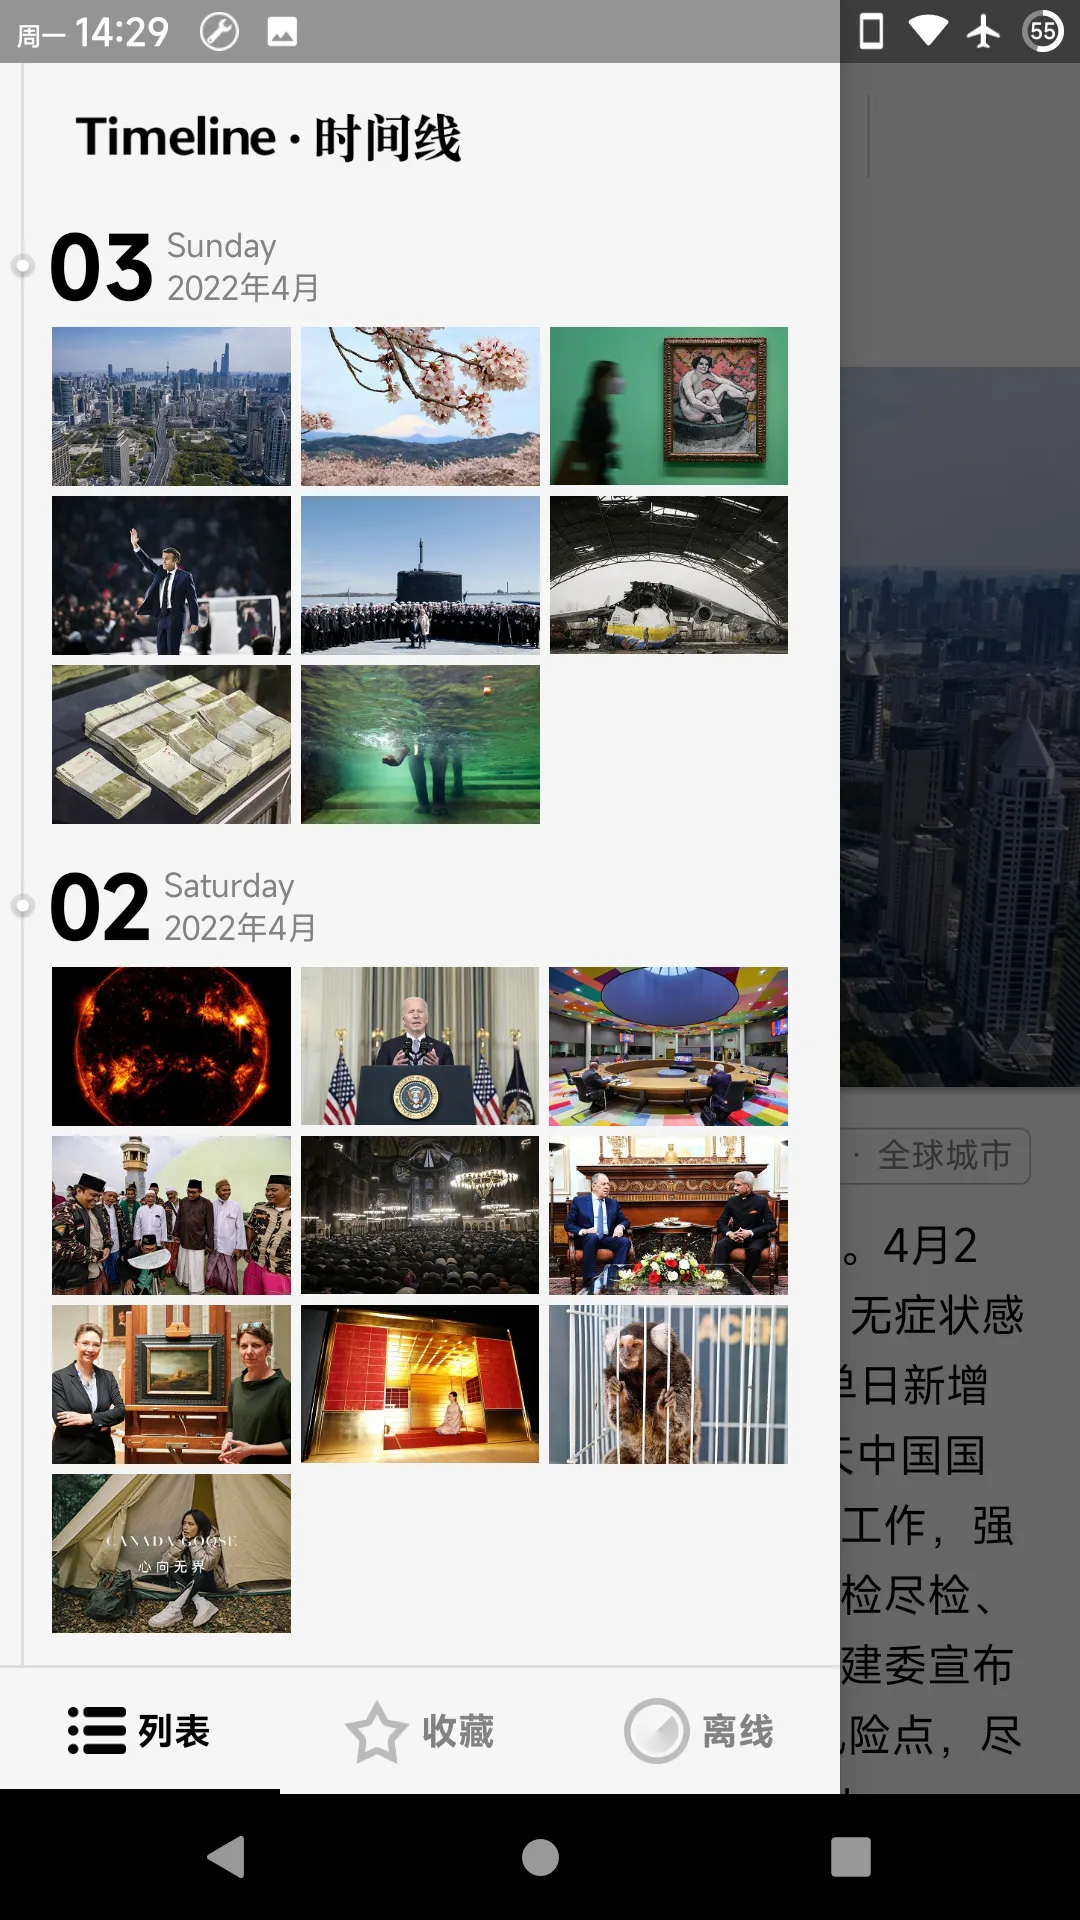 周一 14:29
55
Timeline · 时间线
03 Sunday
2022年4月
02 Saturday
2022年4月
CANADA GOOSE
心向无界
· 全球城市
。4月2
无症状感
单日新增
中国国
工作，强
检尽检、
建委宣布
险点，尽
列表
收藏
离线